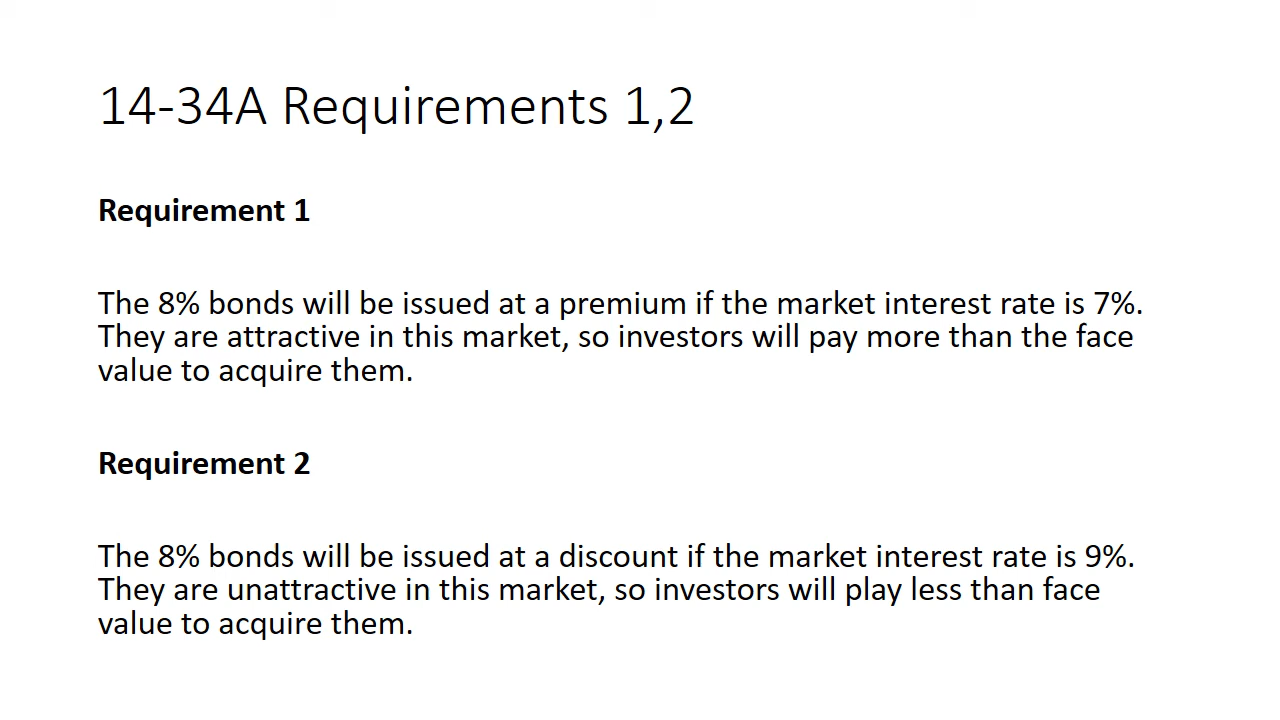 14-34A Requirements 1,2
Requirement 1
The 8% bonds will be issued at a premium if the market interest rate is 7%.
They are attractive in this market, so investors will pay more than the face
value to acquire them.
Requirement 2
The 8% bonds will be issued at a discount if the market interest rate is 9%.
They are unattractive in this market, so investors will play less than face
value to acquire them.